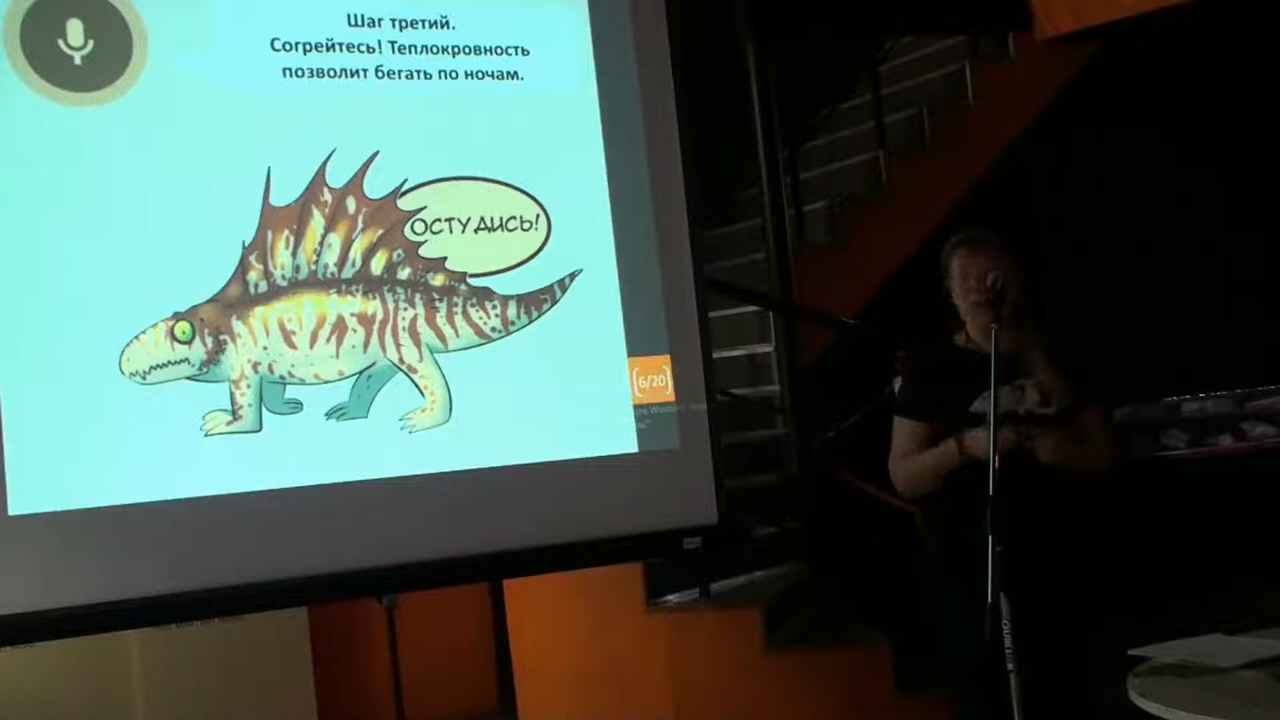 Шаг третий.
Согрейтесь! Теплокровность
позволит бегать по ночам.
ОСТУДИСЬ!
(6/20)